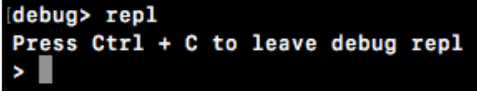 [debug> repl
Press Ctrl + C to leave debug repl
>